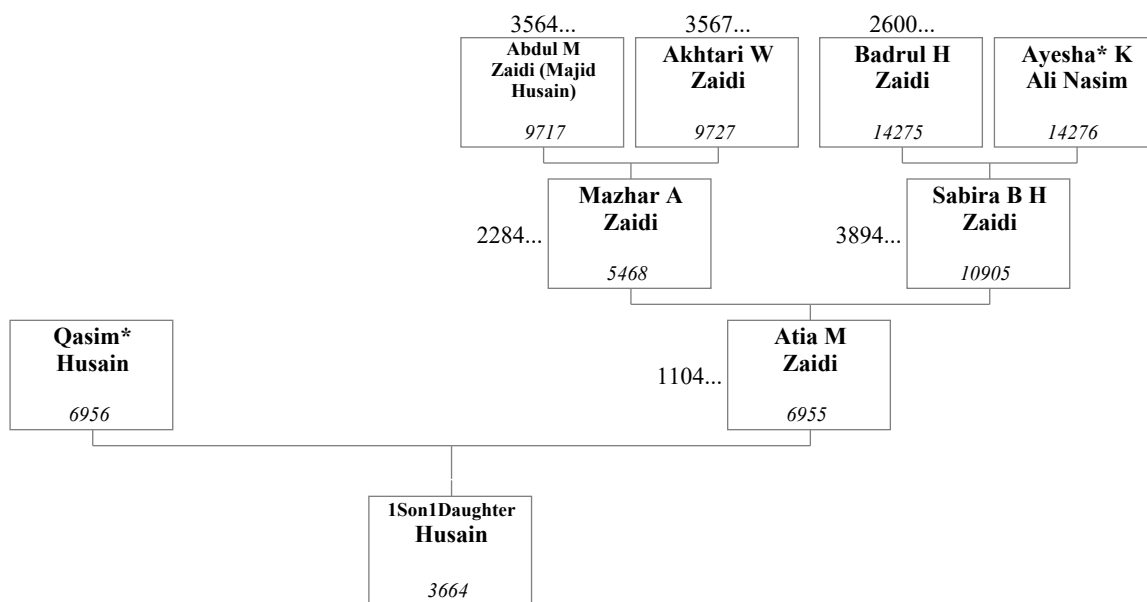 3564...
3567...
2600...
Abdul M
Zaidi (Majid
Husain)
9717
Akhtari W
Zaidi
9727
Badrul H
Zaidi
14275
Ayesha* K
Ali Nasim
14276
2284...
Mazhar A
Zaidi
5468
3894...
Sabira B H
Zaidi
10905
Qasim*
Husain
6956
1104...
Atia M
Zaidi
6955
1Son1Daughter
Husain
3664